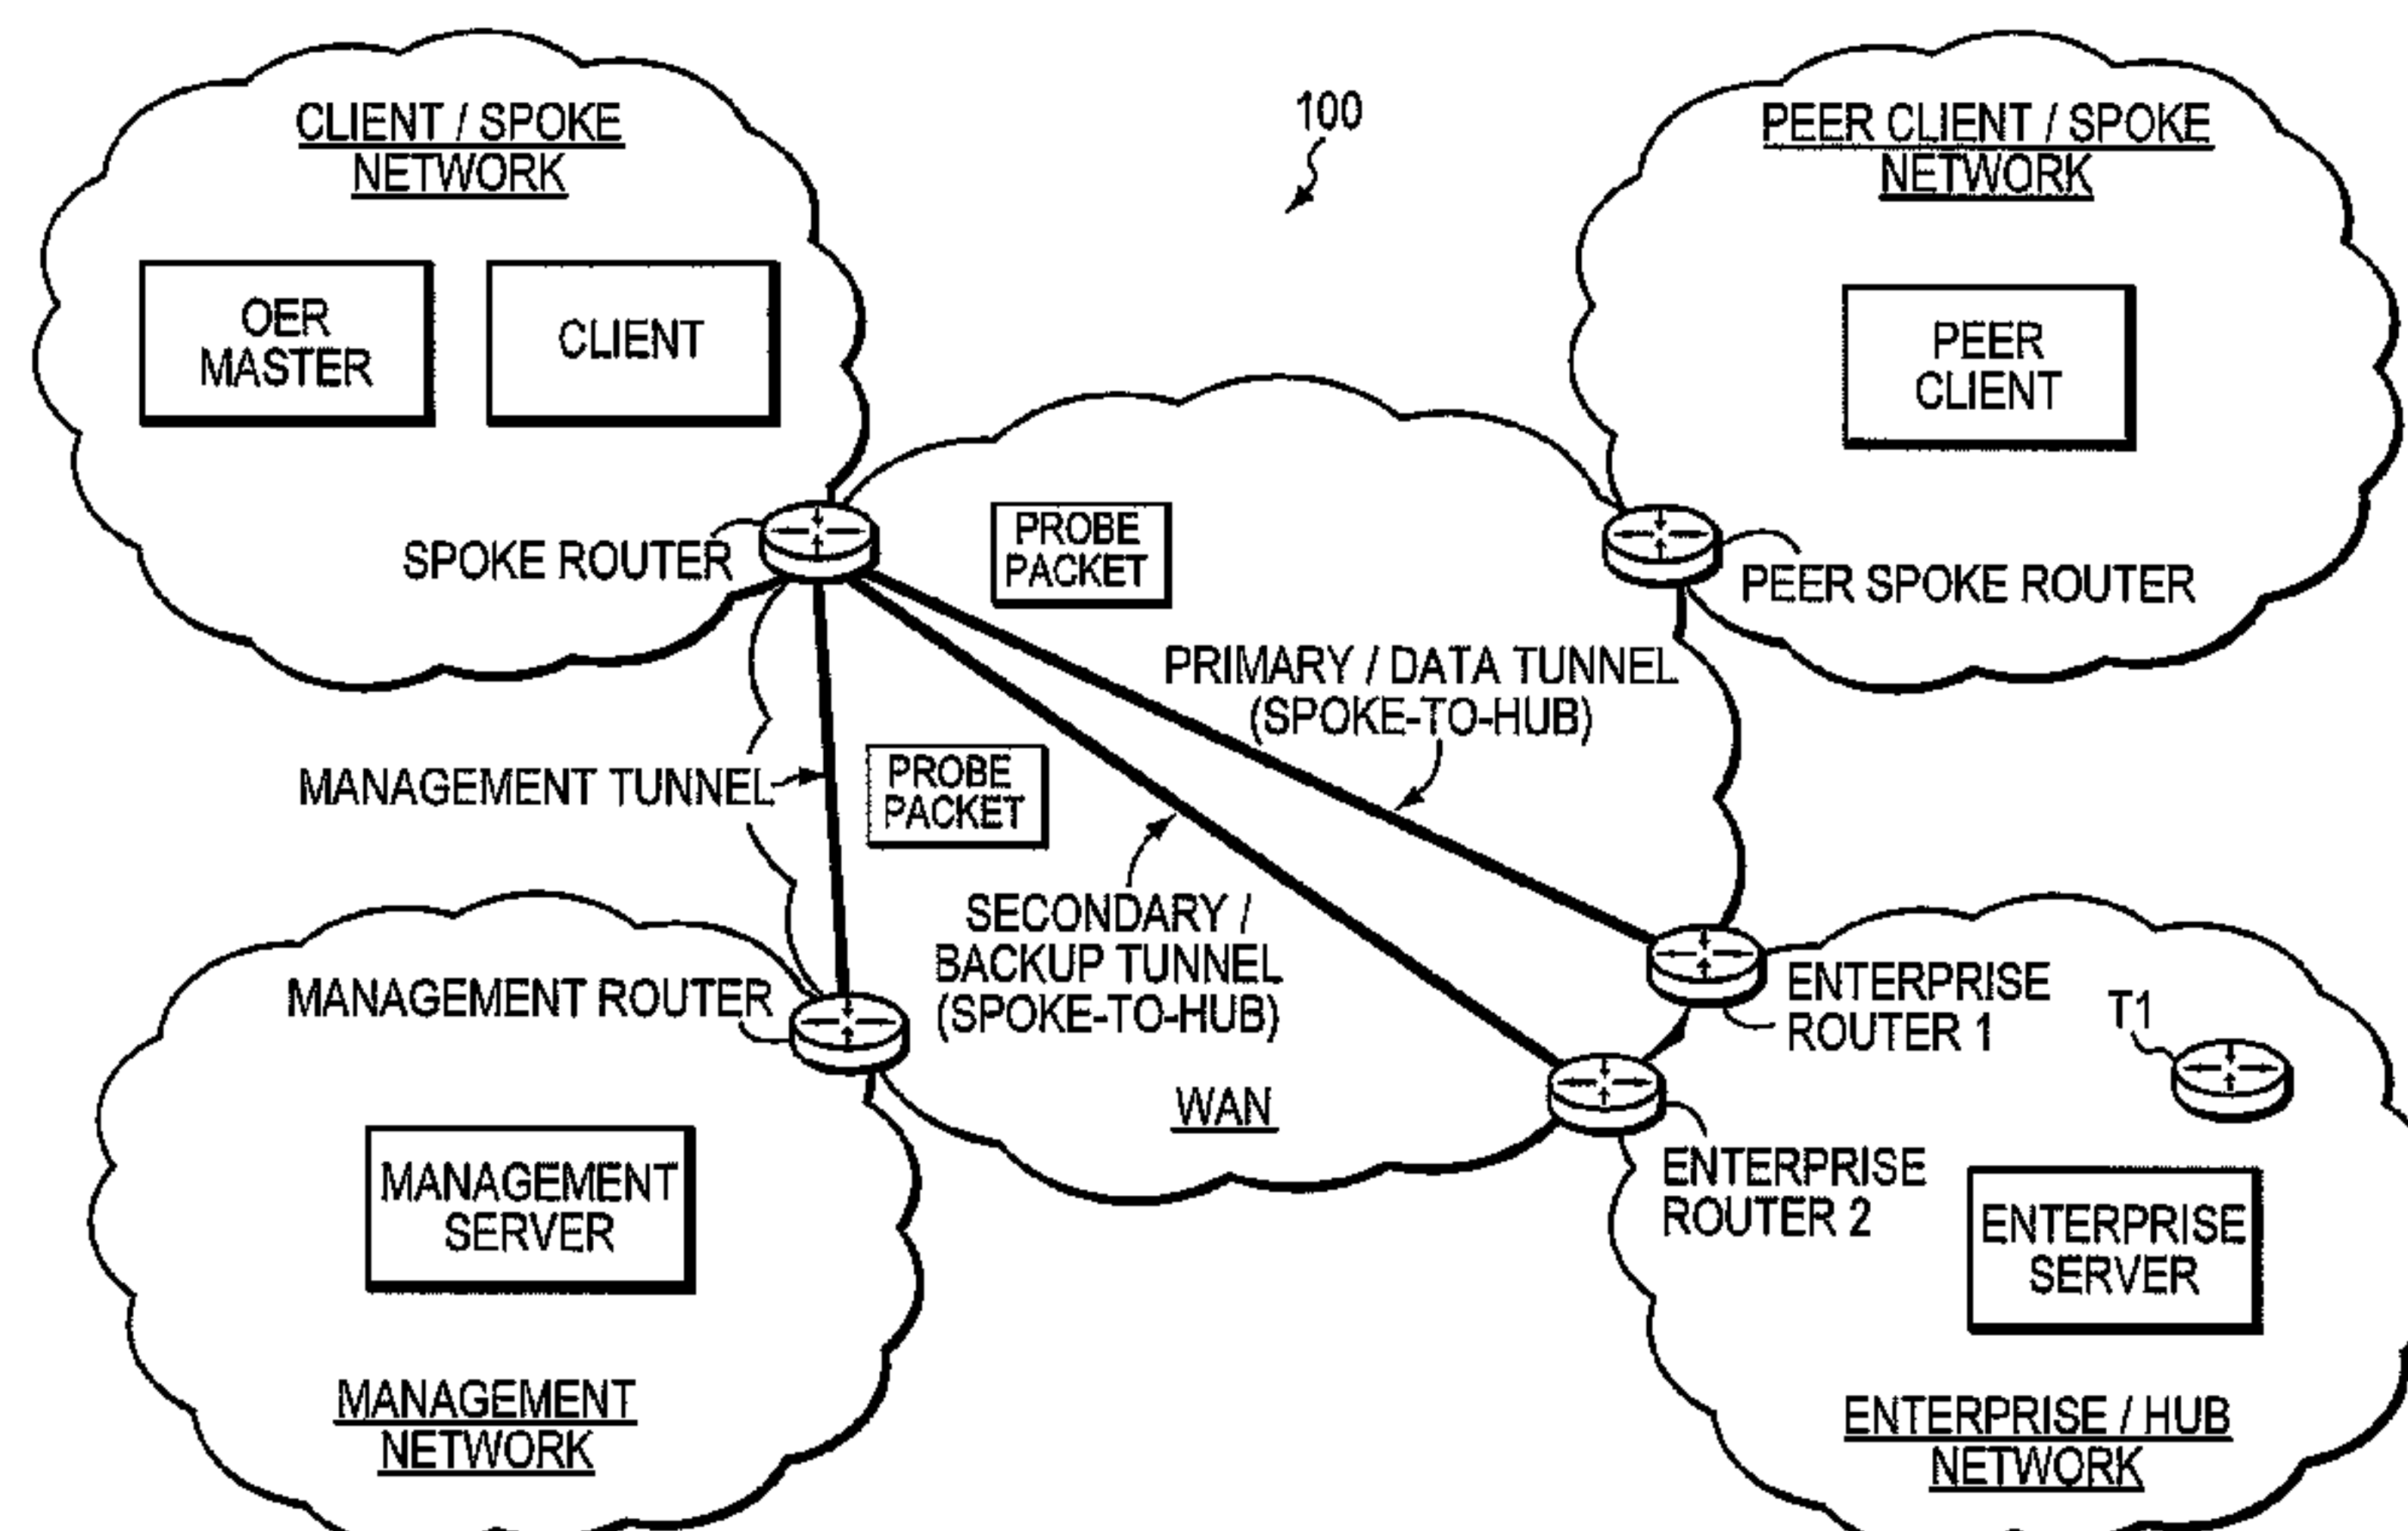 CLIENT / SPOKE
NETWORK
100
PEER CLIENT / SPOKE
NETWORK
OER
MASTER
CLIENT
PEER
CLIENT
SPOKE ROUTER
PROBE
PACKET
PEER SPOKE ROUTER
PRIMARY / DATA TUNNEL
(SPOKE-TO-HUB)
MANAGEMENT TUNNEL
PROBE
PACKET
SECONDARY /
BACKUP TUNNEL
(SPOKE-TO-HUB)
MANAGEMENT ROUTER
ENTERPRISE
ROUTER 1
T1
WAN
ENTERPRISE
ROUTER 2
MANAGEMENT
SERVER
ENTERPRISE
SERVER
MANAGEMENT
NETWORK
ENTERPRISE / HUB
NETWORK